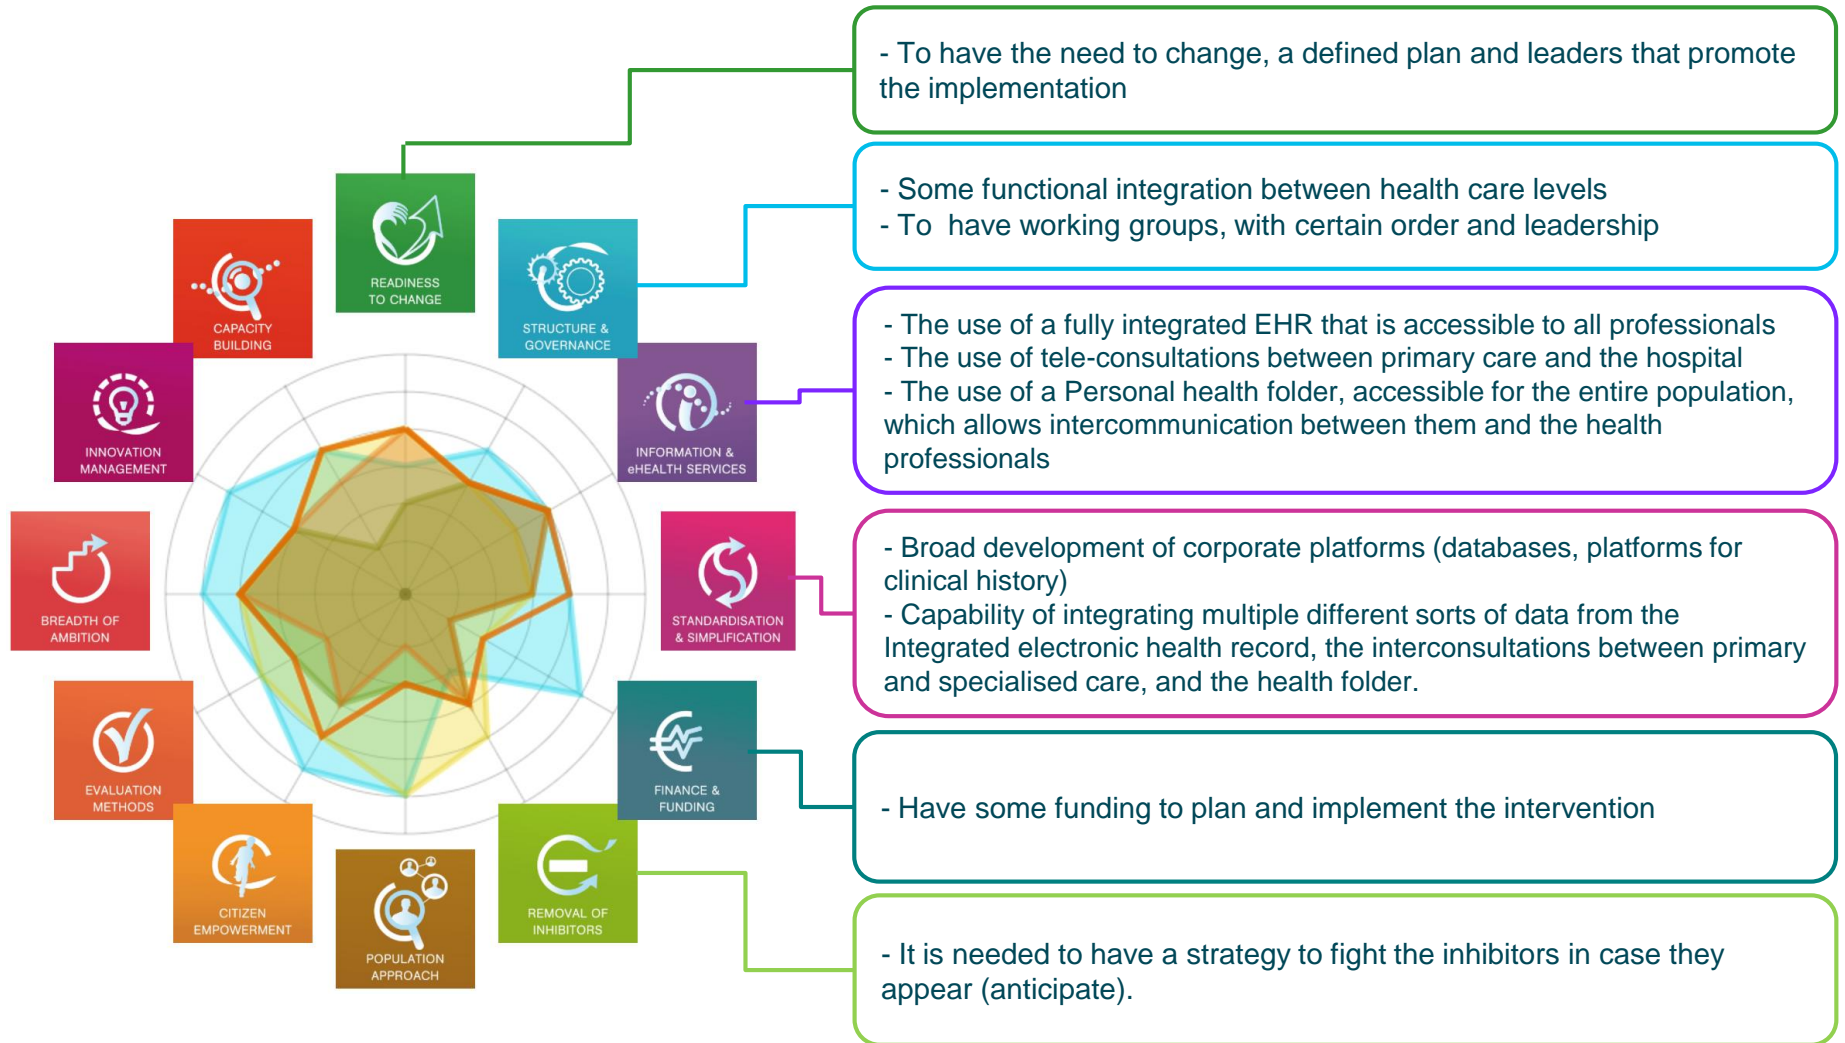 - To have the need to change, a defined plan and leaders that promote
the implementation
- Some functional integration between health care levels
- To  have working groups, with certain order and leadership
- The use of a fully integrated EHR that is accessible to all professionals
- The use of tele-consultations between primary care and the hospital
- The use of a Personal health folder, accessible for the entire population,
which allows intercommunication between them and the health
professionals
- Broad development of corporate platforms (databases, platforms for
clinical history)
- Capability of integrating multiple different sorts of data from the
Integrated electronic health record, the interconsultations between primary
and specialised care, and the health folder.
- Have some funding to plan and implement the intervention
- It is needed to have a strategy to fight the inhibitors in case they
appear (anticipate).
READINESS
TO CHANGE
STRUCTURE &
GOVERNANCE
INFORMATION &
eHEALTH SERVICES
STANDARDISATION
& SIMPLIFICATION
FINANCE &
FUNDING
REMOVAL OF
INHIBITORS
POPULATION
APPROACH
CITIZEN
EMPOWERMENT
EVALUATION
METHODS
BREADTH OF
AMBITION
INNOVATION
MANAGEMENT
CAPACITY
BUILDING